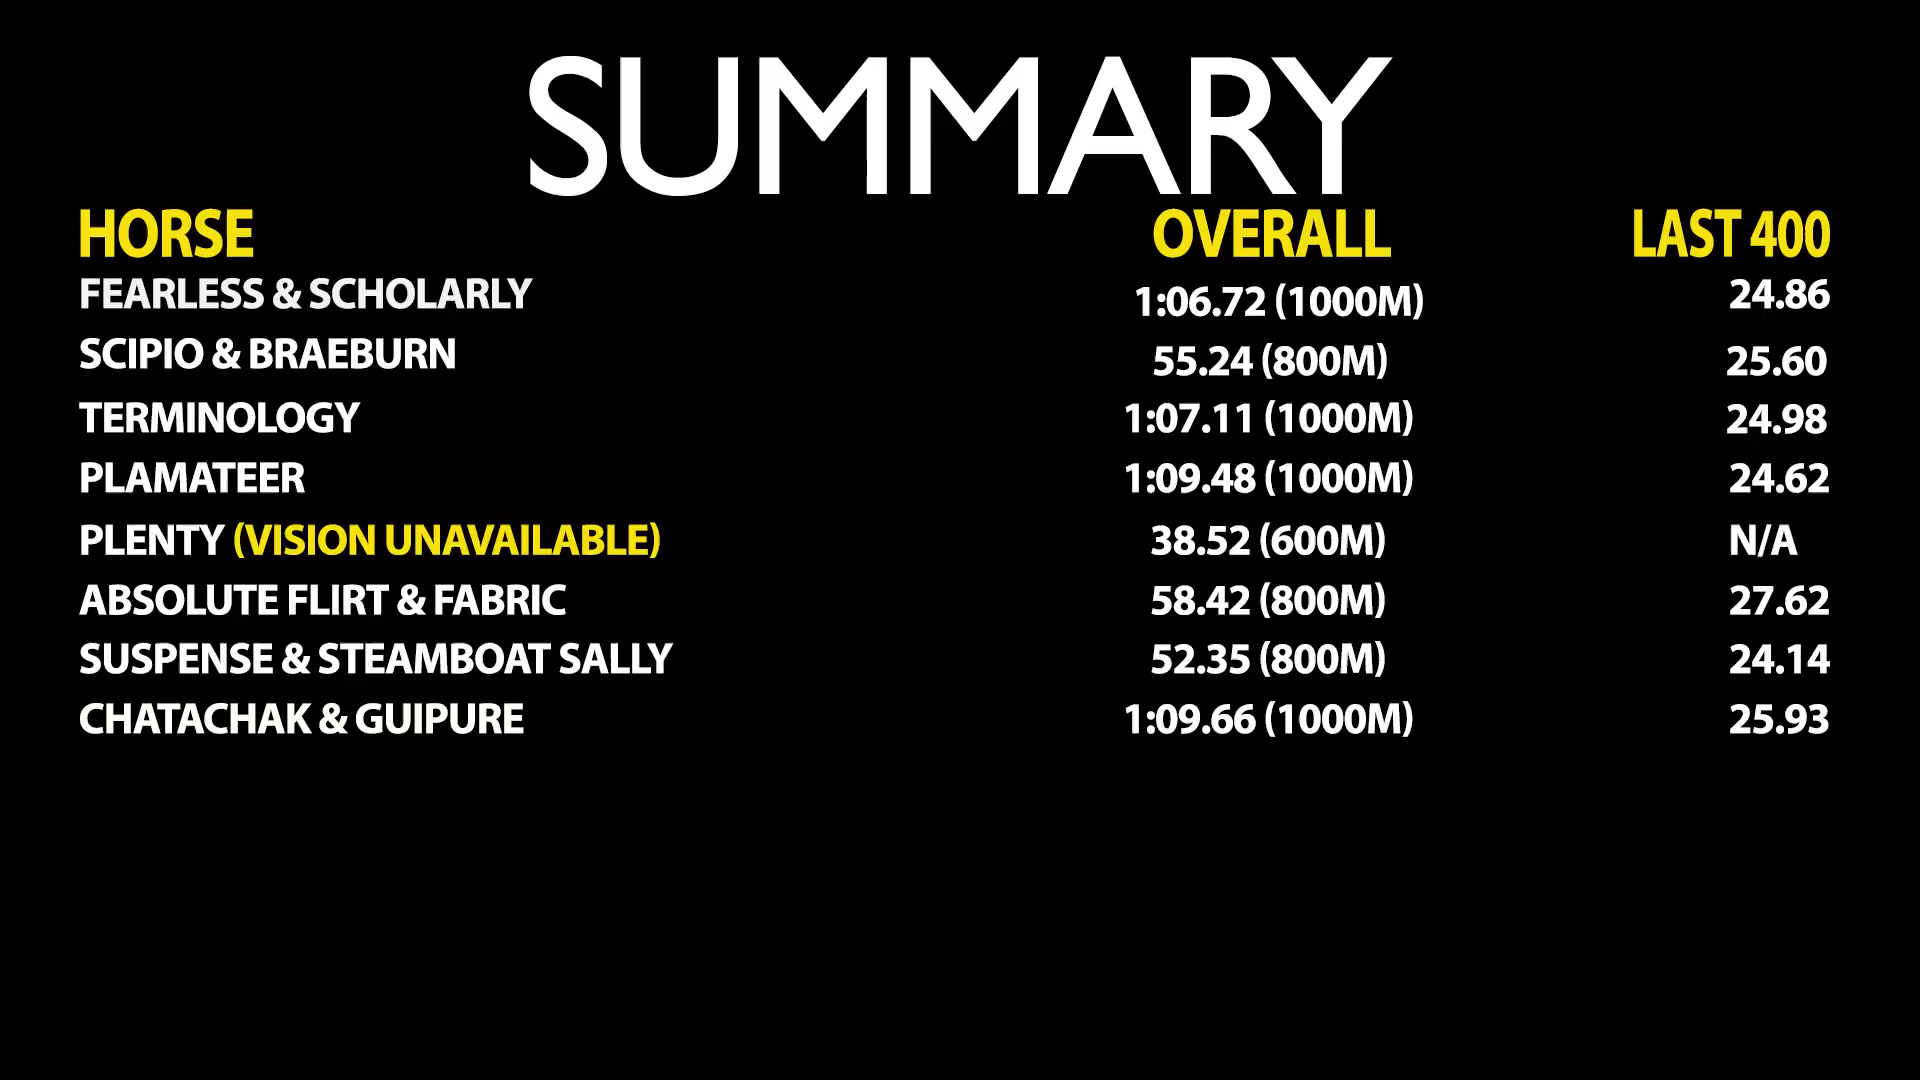 SUMMARY
HORSE OVERALL LAST 400
FEARLESS & SCHOLARLY 1:06.72 (1000M) 24.86
SCIPIO & BRAEBURN 55.24 (800M) 25.60
TERMINOLOGY 1:07.11 (1000M) 24.98
PLAMATEER 1:09.48 (1000M) 24.62
PLENTY (VISION UNAVAILABLE) 38.52 (600M) N/A
ABSOLUTE FLIRT & FABRIC 58.42 (800M) 27.62
SUSPENSE & STEAMBOAT SALLY 52.35 (800M) 24.14
CHATACHAK & GUIPURE 1:09.66 (1000M) 25.93